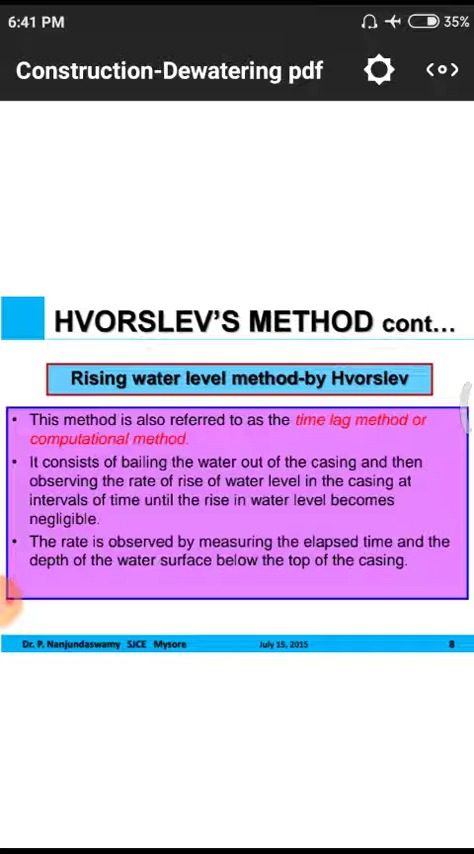 6:41 PM 35%
Construction-Dewatering pdf
HVORSLEV'S METHOD cont...
Rising water level method-by Hvorslev
• This method is also referred to as the time lag method or
computational method.
• It consists of bailing the water out of the casing and then
observing the rate of rise of water level in the casing at
intervals of time until the rise in water level becomes
negligible.
• The rate is observed by measuring the elapsed time and the
depth of the water surface below the top of the casing.
Dr. P. Nanjundaswamy SJCE Mysore July 15, 2015 8